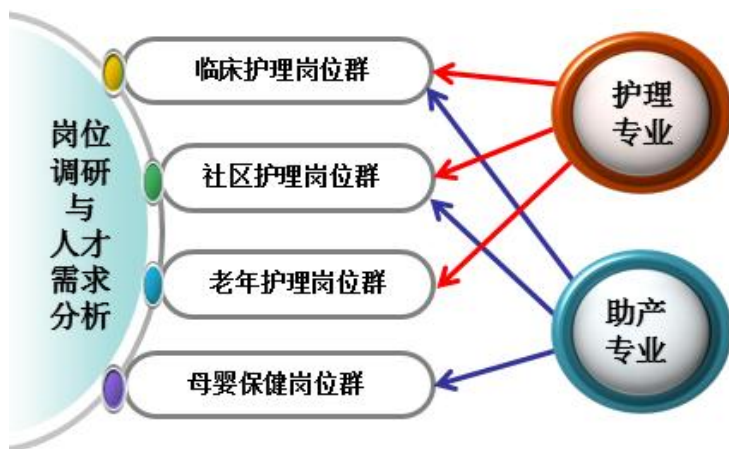 岗位
调研
与
人才
需求
分析
临床护理岗位群
社区护理岗位群
老年护理岗位群
母婴保健岗位群
护理
专业
助产
专业